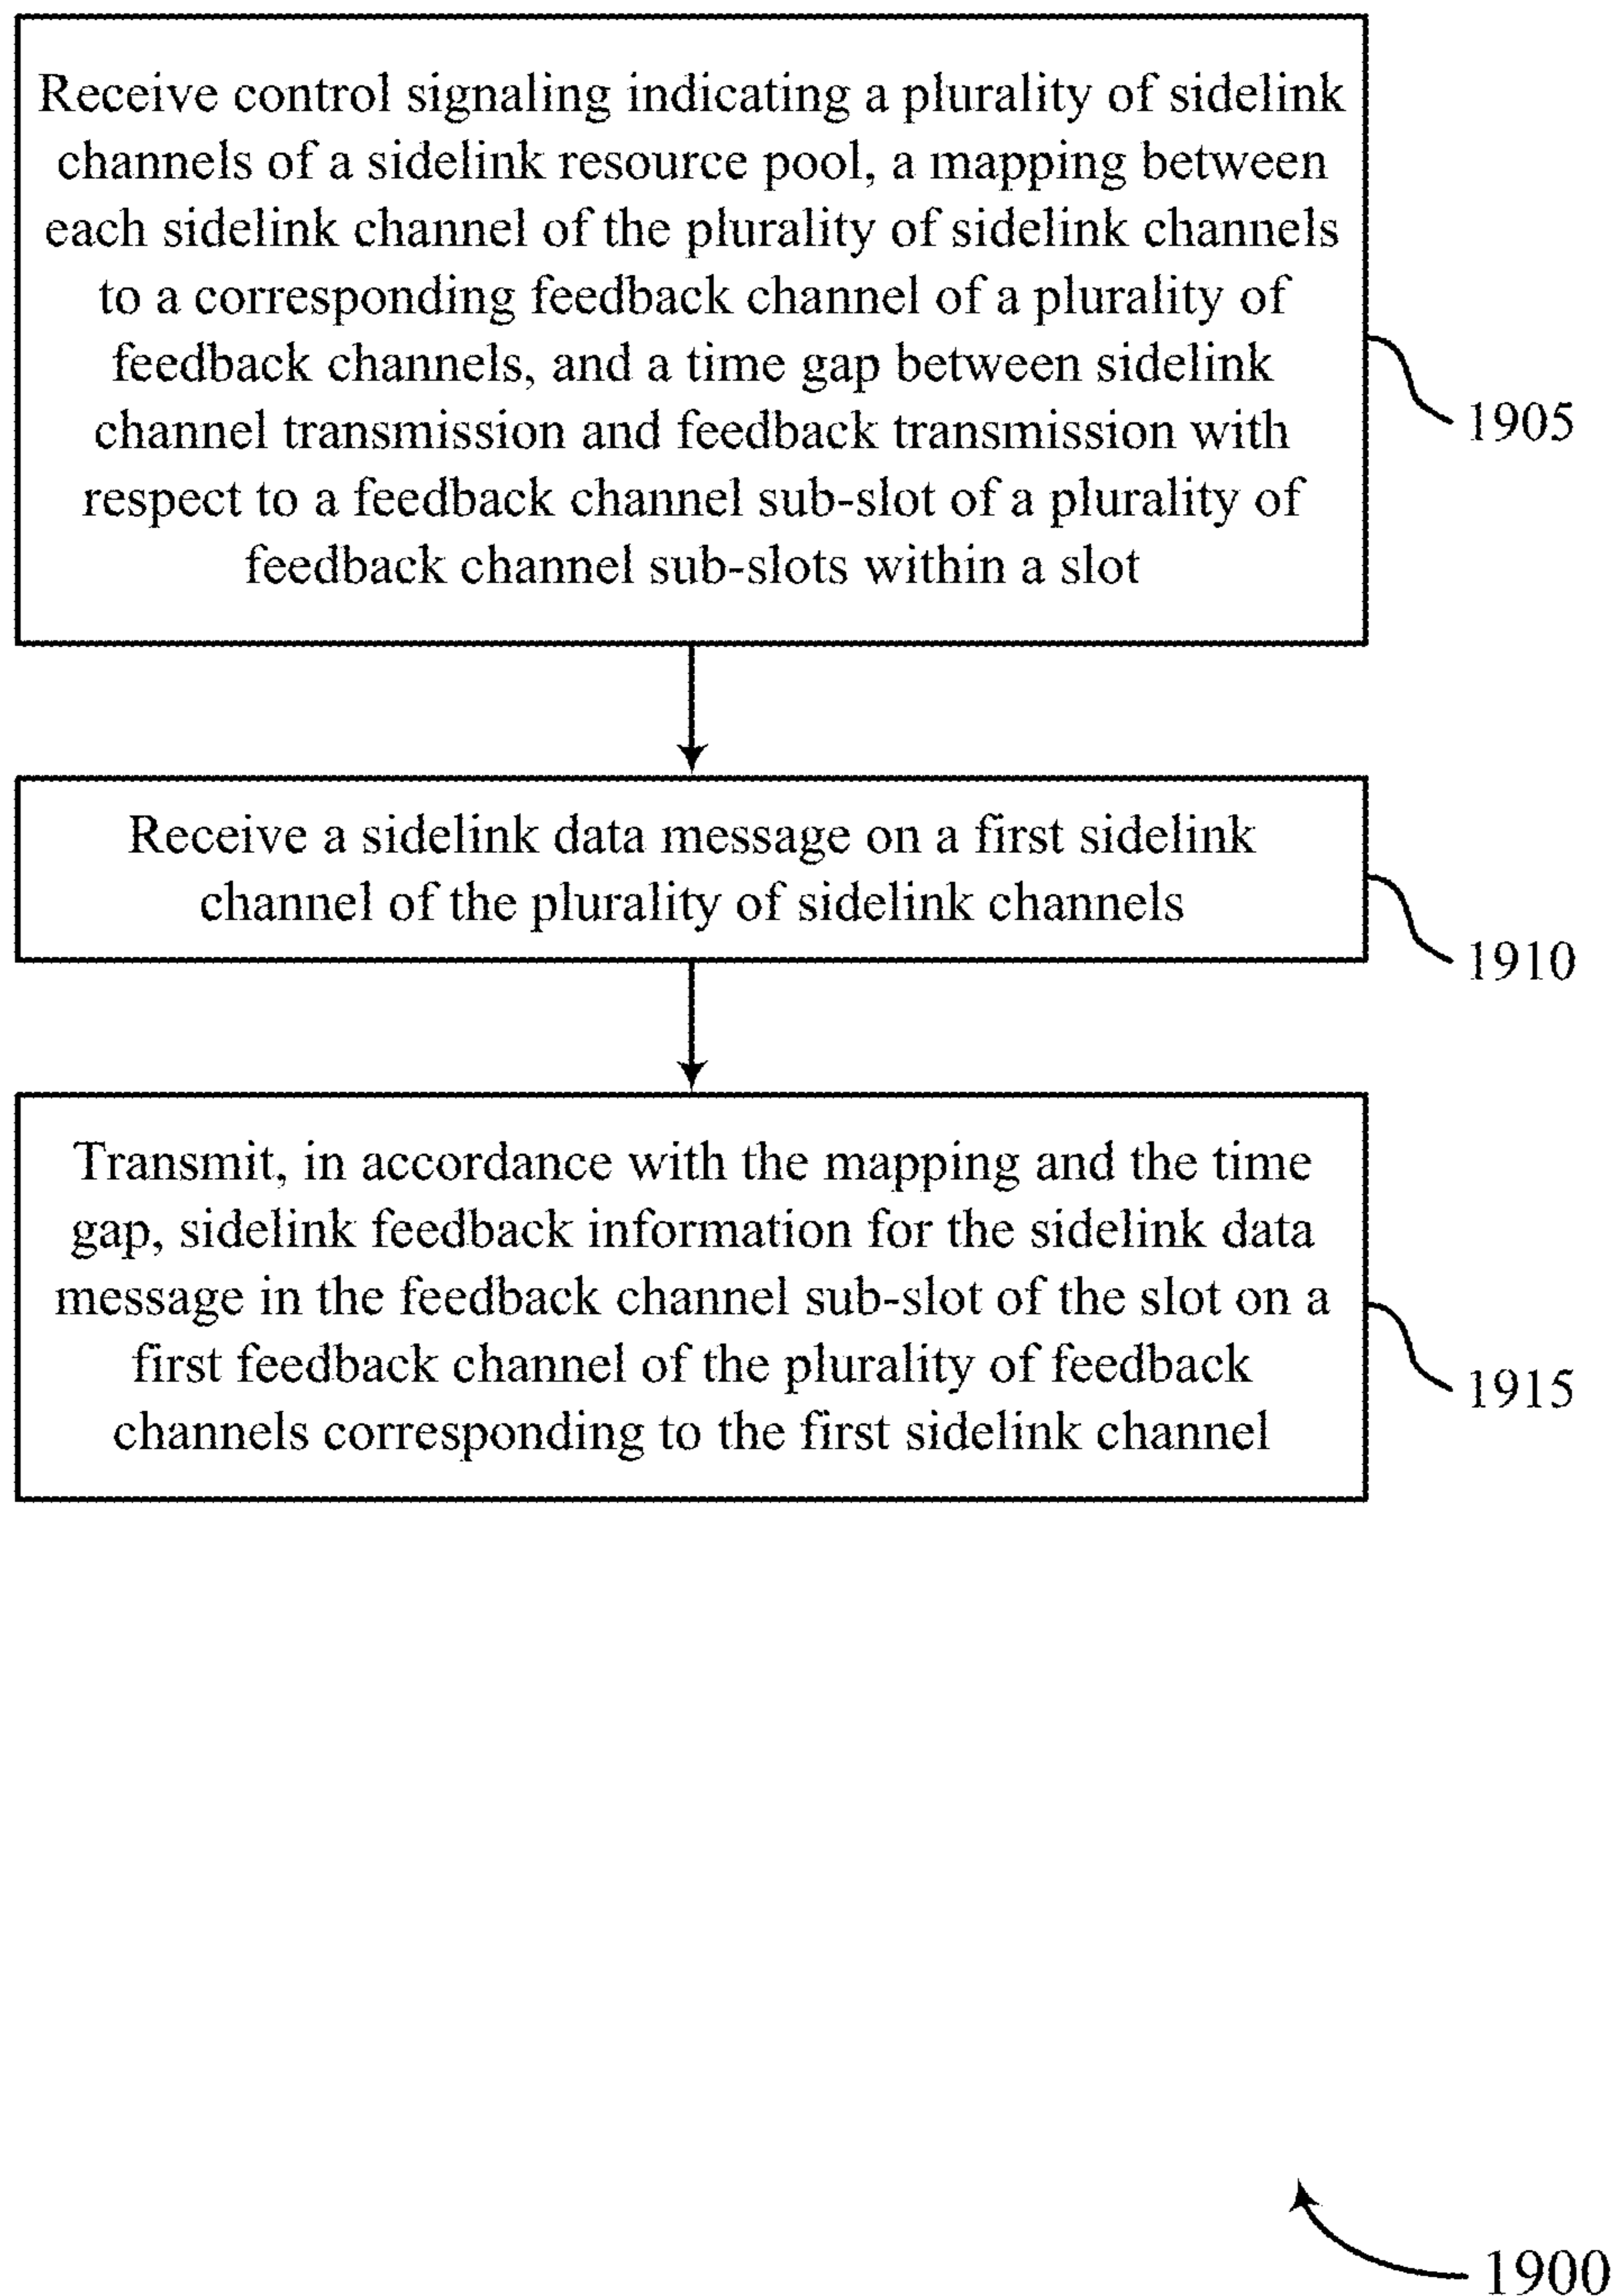 Receive control signaling indicating a plurality of sidelink
channels of a sidelink resource pool, a mapping between
each sidelink channel of the plurality of sidelink channels
to a corresponding feedback channel of a plurality of
feedback channels, and a time gap between sidelink
channel transmission and feedback transmission with
respect to a feedback channel sub-slot of a plurality of
feedback channel sub-slots within a slot
1905
Receive a sidelink data message on a first sidelink
channel of the plurality of sidelink channels
1910
Transmit, in accordance with the mapping and the time
gap, sidelink feedback information for the sidelink data
message in the feedback channel sub-slot of the slot on a
first feedback channel of the plurality of feedback
channels corresponding to the first sidelink channel
1915
1900